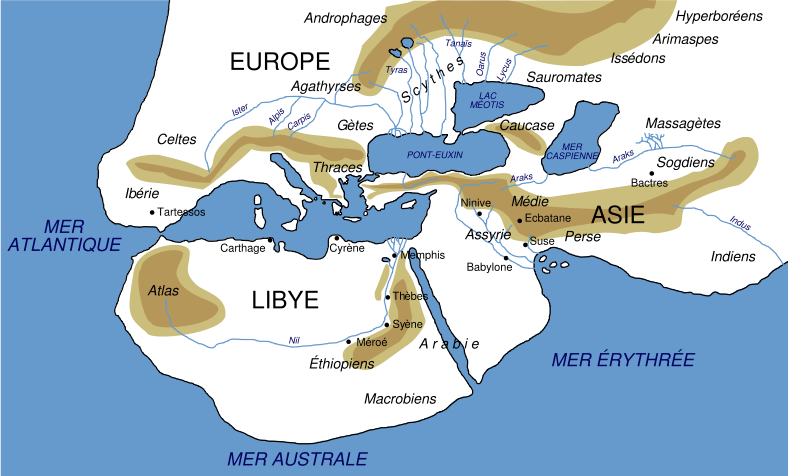 Androphages
Hyperboréens
Arimaspes
Issédons
EUROPE
Tanaïs
Oarus
Lycus
Tyras
Scythes
Sauromates
Agathyrses
LAC
MÉOTIS
Ister
Alpis
Carpis
Gètes
Caucase
Massagètes
Celtes
PONT-EUXIN
MER
CASPIENNE
Araks
Sogdiens
Thraces
Araks
Bactres
Ibérie
Tartessos
Ninive
Médie
Ecbatane
ASIE
MER
ATLANTIQUE
Assyrie
Suse
Perse
Indus
Carthage
Cyrène
Memphis
Babylone
Indiens
Atlas
LIBYE
Thèbes
Syène
Nil
Méroé
Arabie
Éthiopiens
MER ÉRYTHRÉE
Macrobiens
MER AUSTRALE